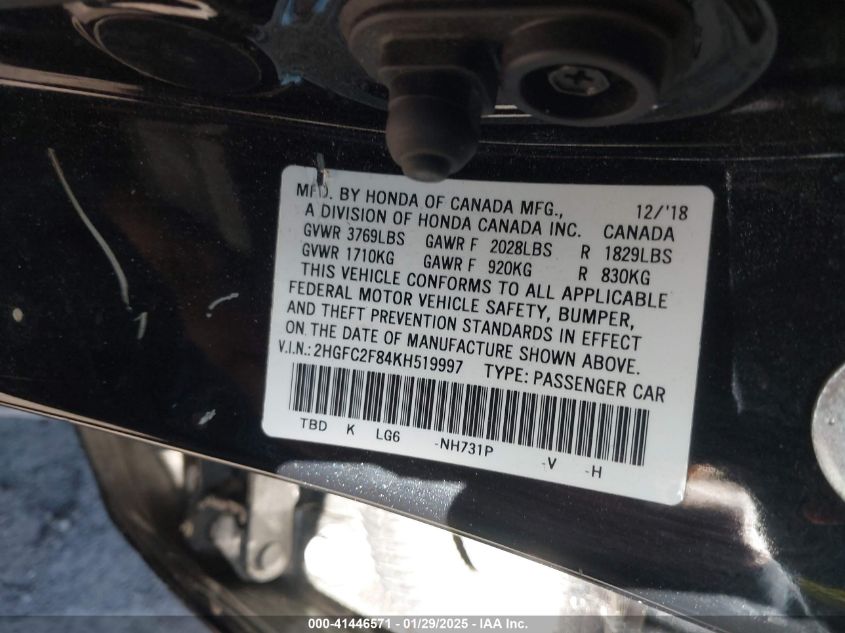 MFD. BY HONDA OF CANADA MFG., 12/'18
A DIVISION OF HONDA CANADA INC. CANADA
GVWR 3769LBS GAWR F 2028LBS R 1829LBS
GVWR 1710KG GAWR F 920KG R 830KG
THIS VEHICLE CONFORMS TO ALL APPLICABLE
FEDERAL MOTOR VEHICLE SAFETY, BUMPER,
AND THEFT PREVENTION STANDARDS IN EFFECT
ON THE DATE OF MANUFACTURE SHOWN ABOVE.
V.I.N.: 2HGFC2F84KH519997 TYPE: PASSENGER CAR
TBD K LG6 -NH731P -V -H
000-41446571 - 01/29/2025 - IAA Inc.